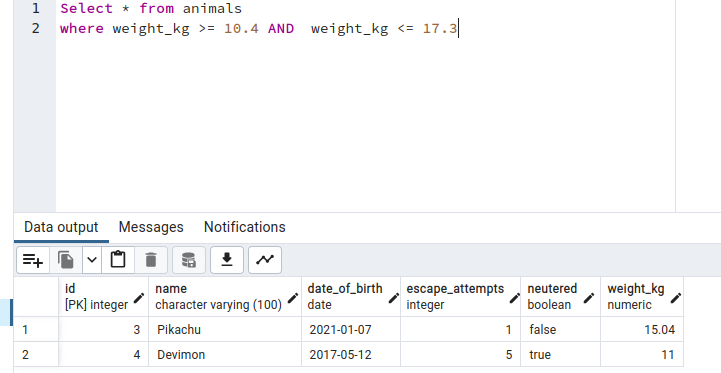 1 Select * from animals
2 where weight_kg >= 10.4 AND  weight_kg <= 17.3
Data output Messages Notifications
id name date_of_birth escape_attempts neutered weight_kg
[PK] integer character varying (100) date integer boolean numeric
1 3 Pikachu 2021-01-07 1 false 15.04
2 4 Devimon 2017-05-12 5 true 11